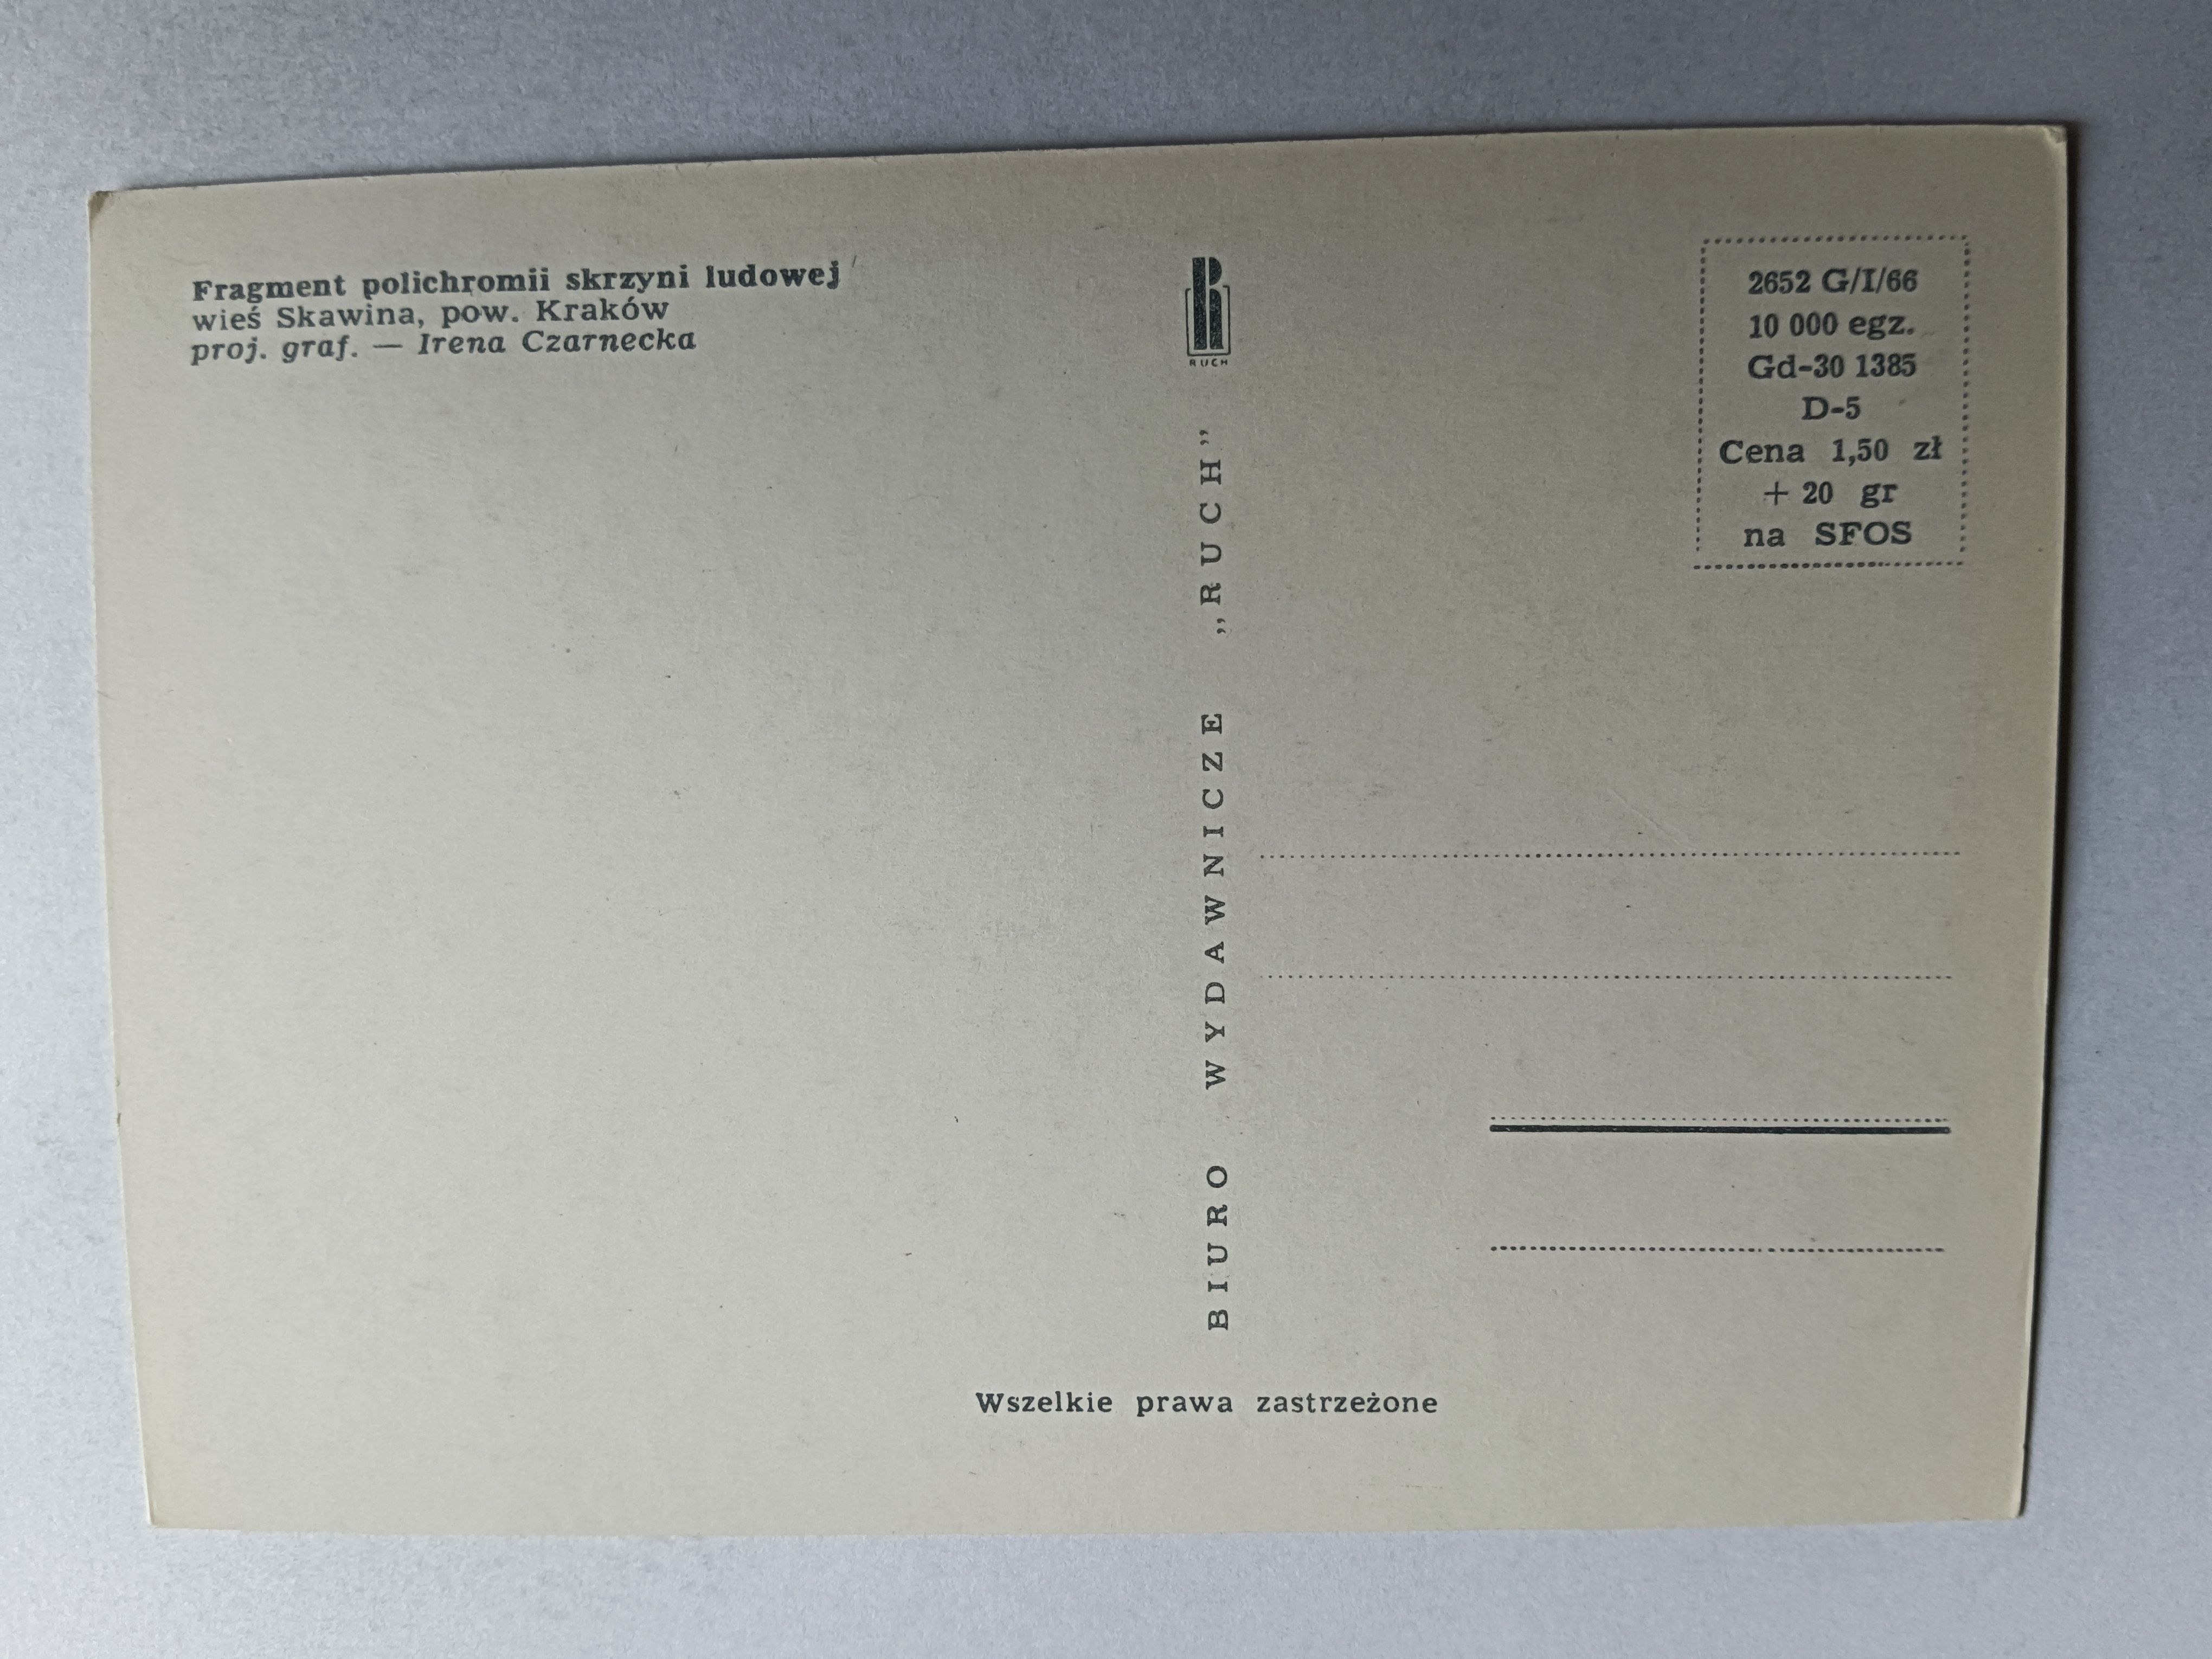 Fragment polichromii skrzyni ludowej
wieś Skawina, pow. Kraków
proj. graf. — Irena Czarnecka
RUCH
BIURO WYDAWNICZE „RUCH”
2652 G/I/66
10 000 egz.
Gd-30 1385
D-5
Cena 1,50 zł
+ 20 gr
na SFOS
Wszelkie prawa zastrzeżone